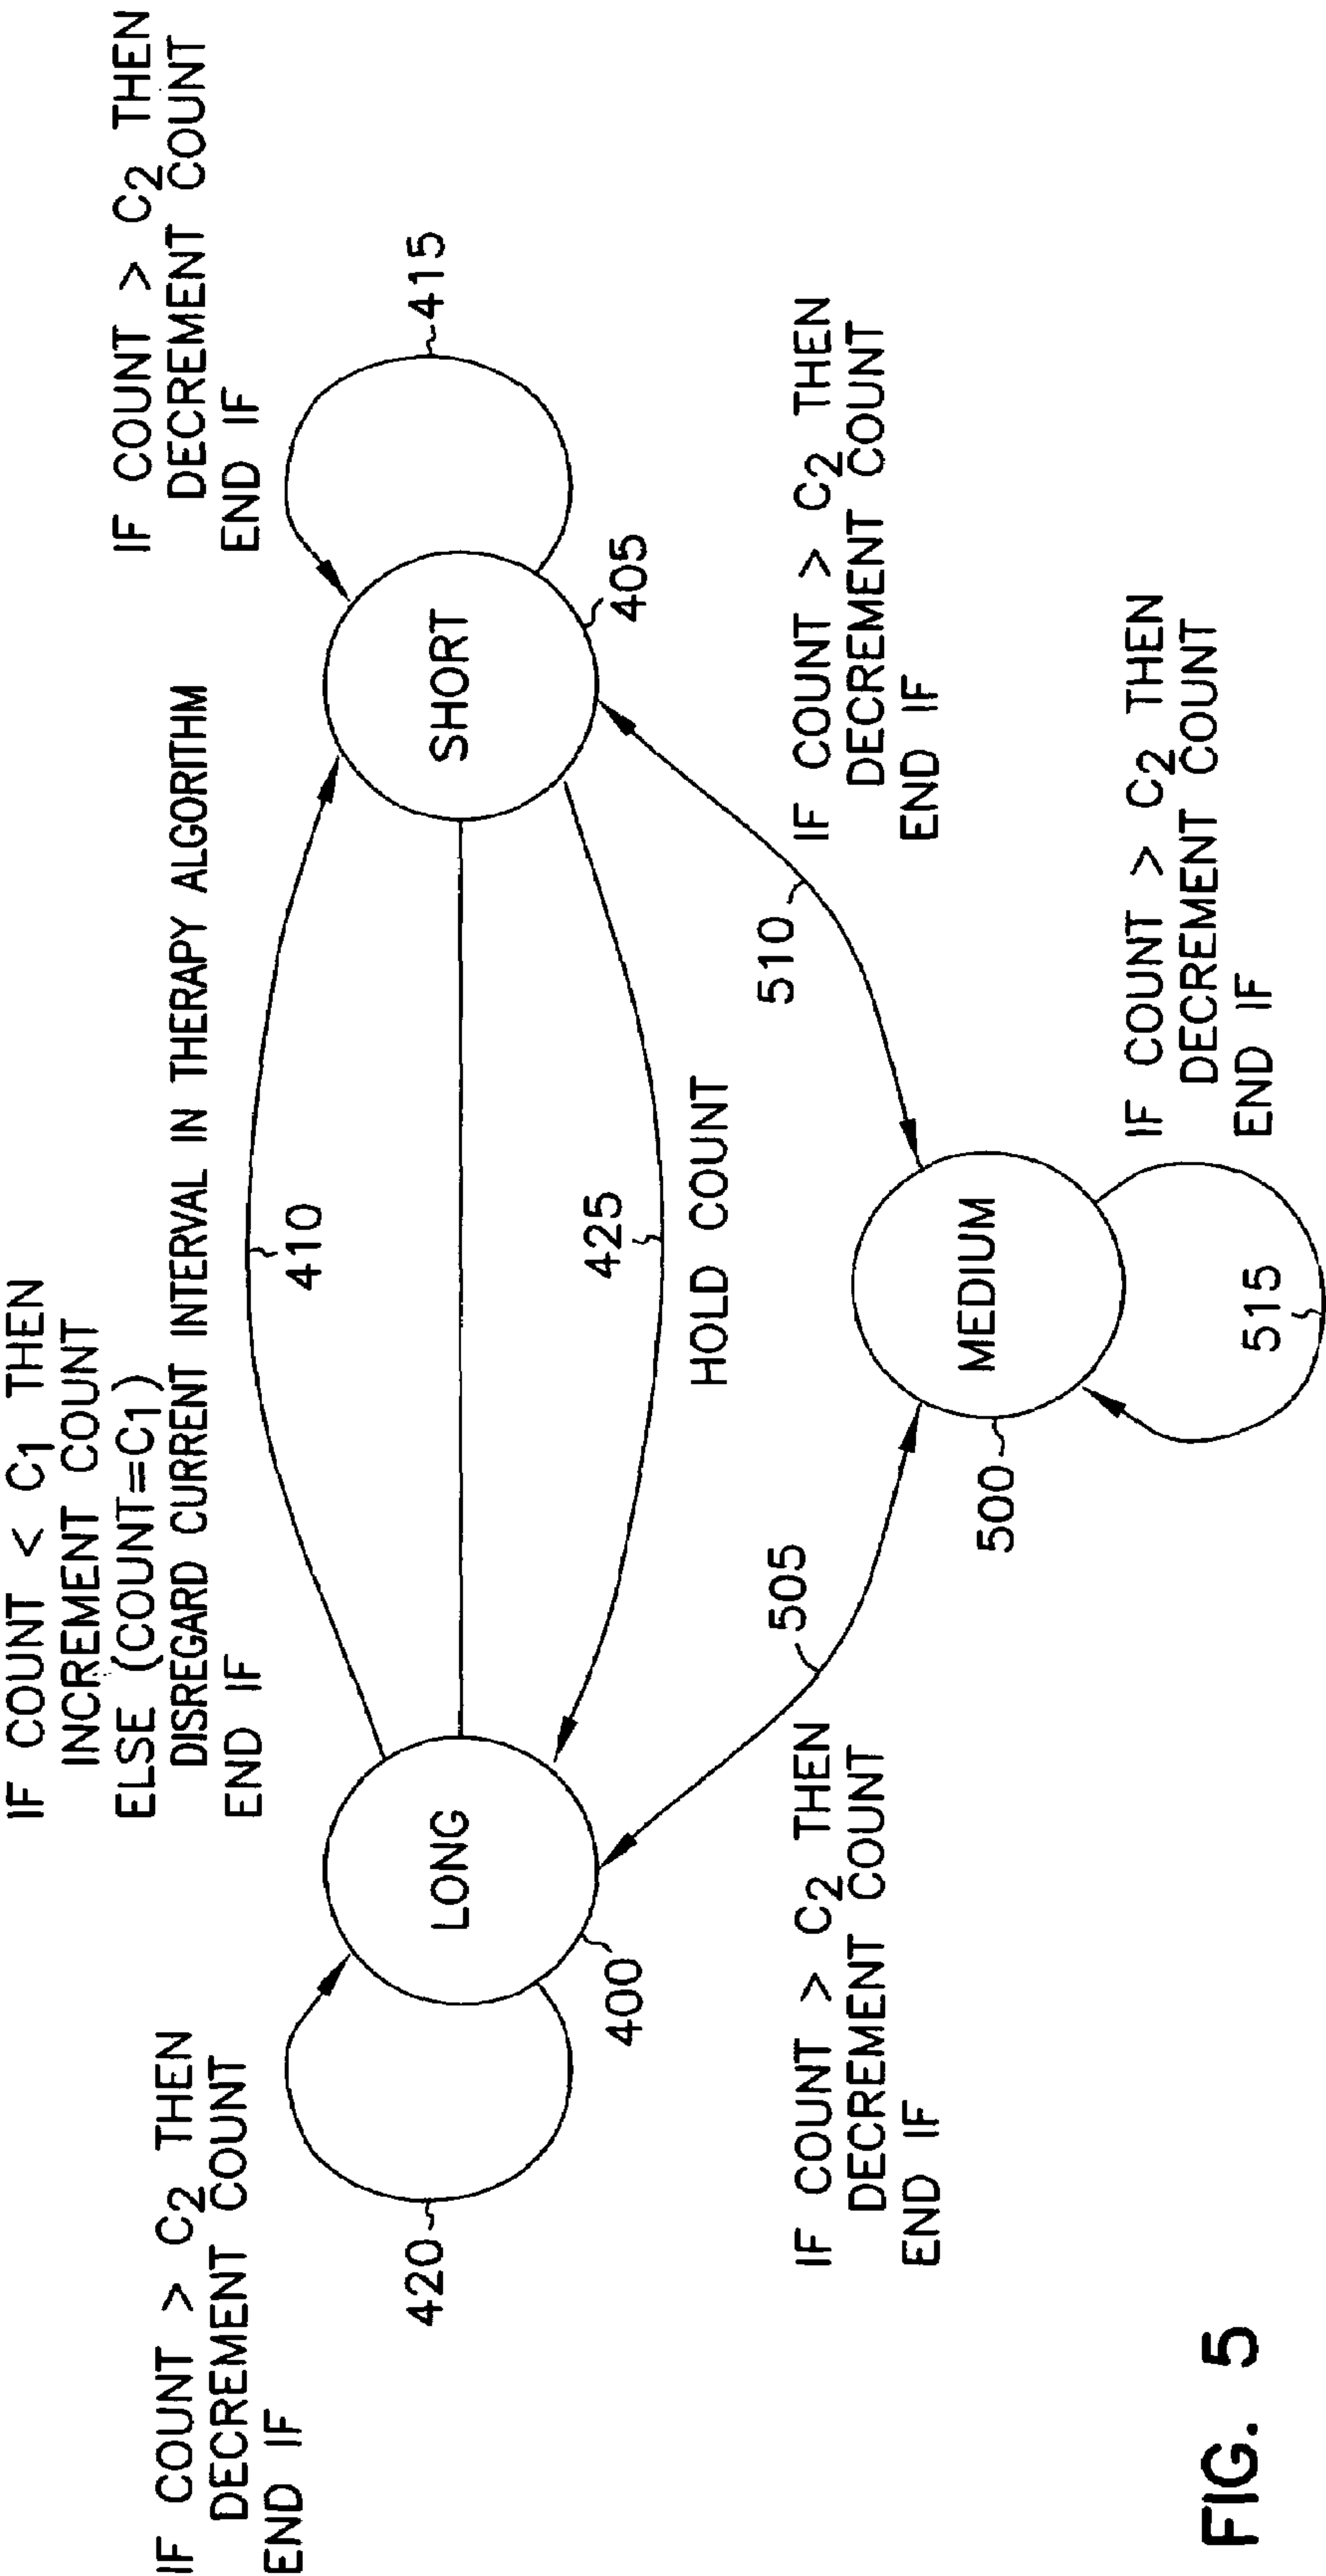 IF COUNT < C1 THEN
INCREMENT COUNT
ELSE (COUNT=C1)
DISREGARD CURRENT INTERVAL IN THERAPY ALGORITHM
END IF
IF COUNT > C2 THEN
DECREMENT COUNT
END IF
IF COUNT > C2 THEN
DECREMENT COUNT
END IF
410
420
415
LONG
SHORT
400
405
425
HOLD COUNT
505
510
IF COUNT > C2 THEN
DECREMENT COUNT
END IF
IF COUNT > C2 THEN
DECREMENT COUNT
END IF
MEDIUM
500
515
IF COUNT > C2 THEN
DECREMENT COUNT
END IF
FIG. 5